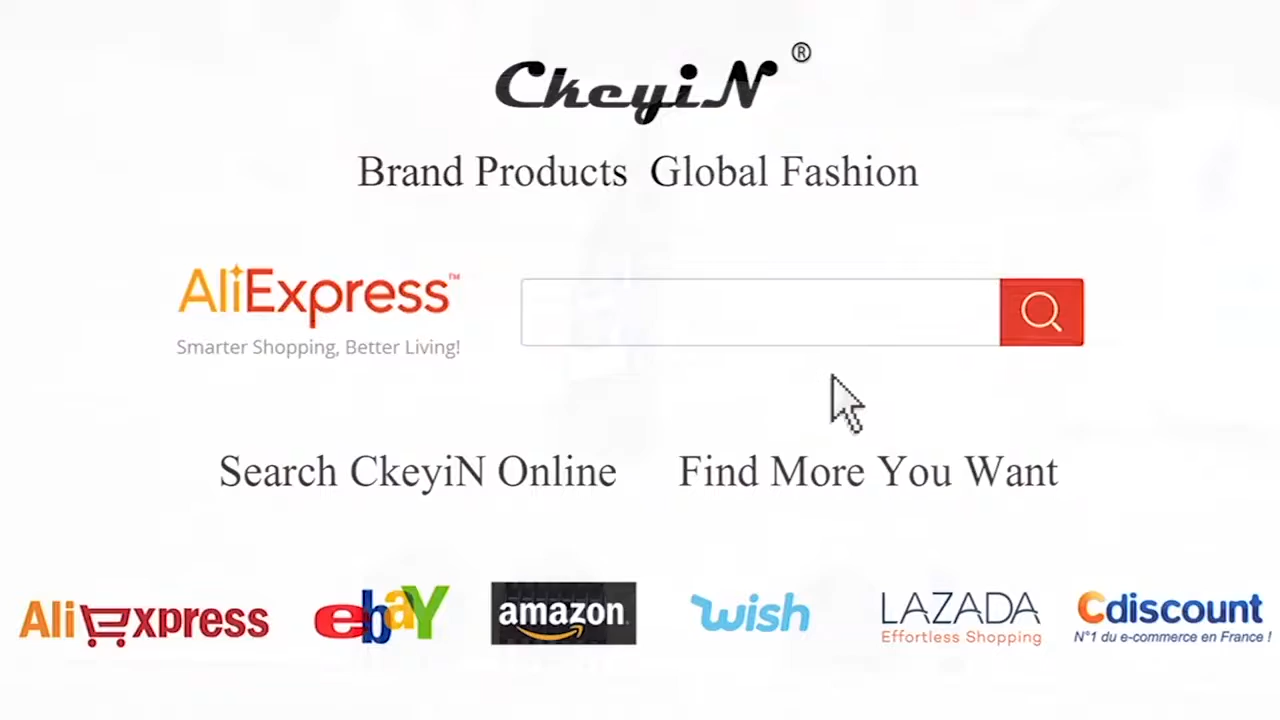 CkeyiN ®
Brand Products Global Fashion
AliExpress™
Smarter Shopping, Better Living!
Search CkeyiN Online Find More You Want
AliExpress ebaY amazon wish LAZADA Cdiscount
Effortless Shopping N°1 du e-commerce en France !